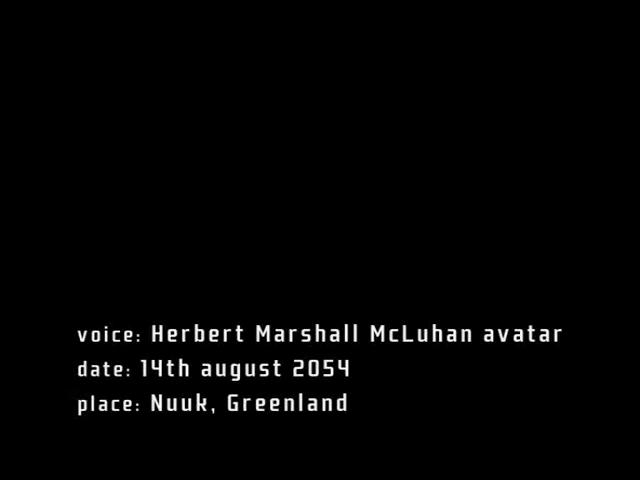 voice: Herbert Marshall McLuhan avatar
date: 14th august 2054
place: Nuuk, Greenland